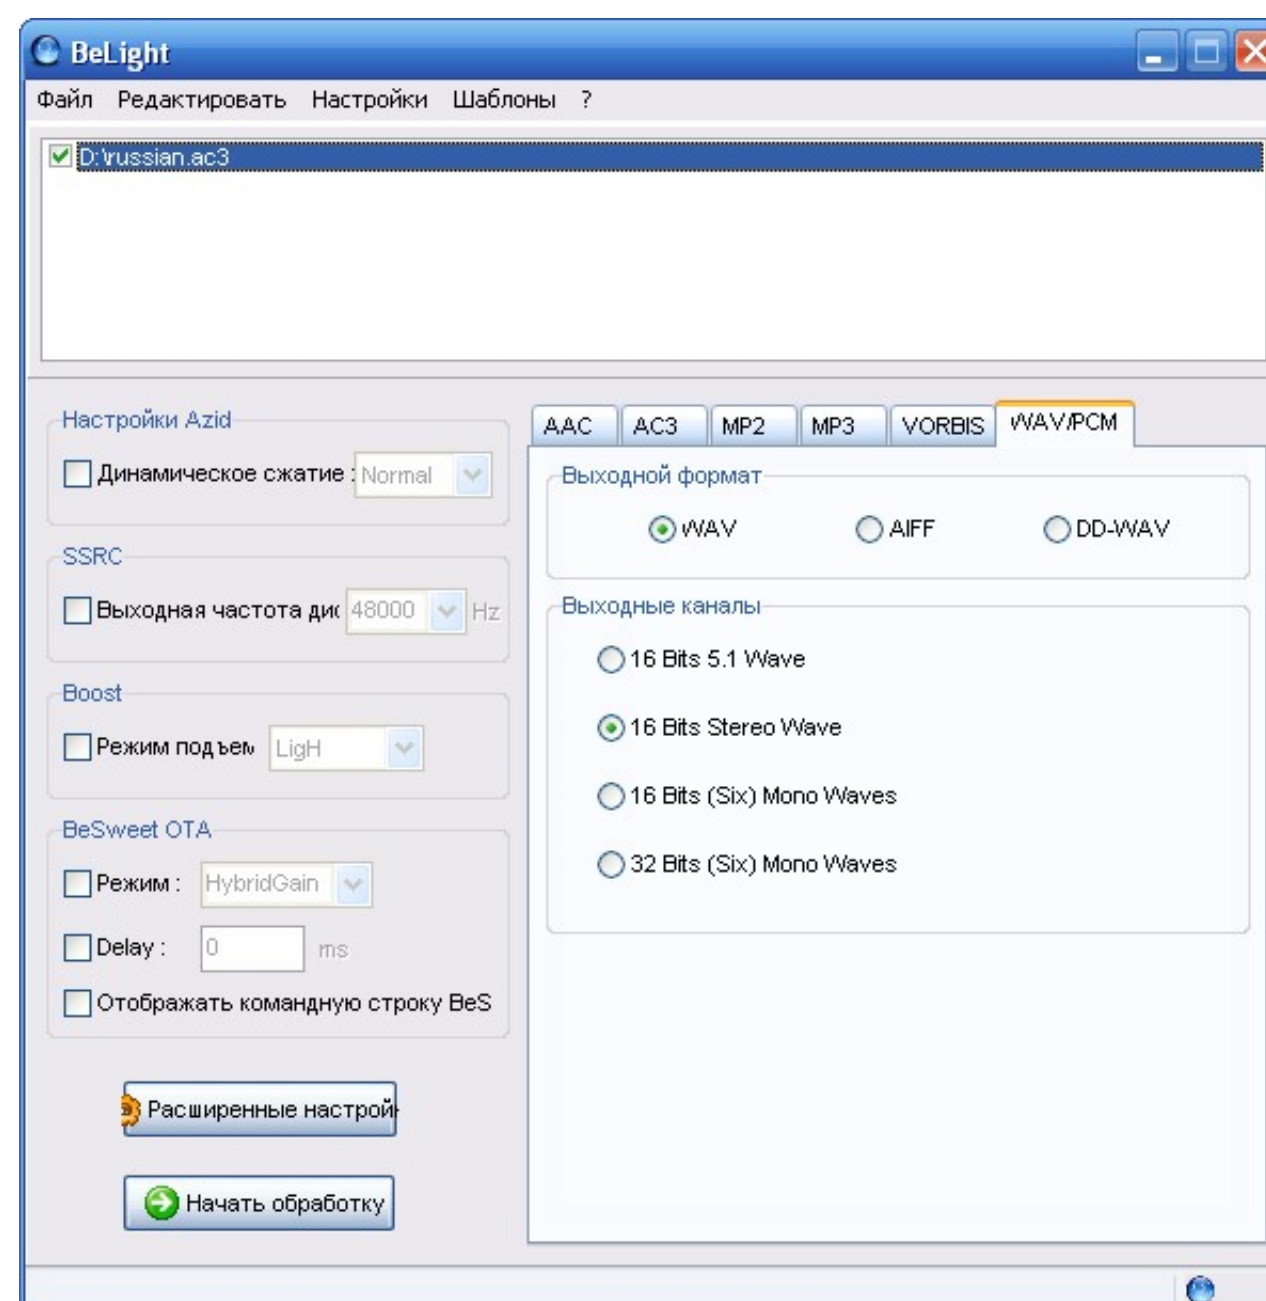 BeLight
Файл Редактировать Настройки Шаблоны ?
D:\russian.ac3
Настройки Azid
Динамическое сжатие : Normal
SSRC
Выходная частота дис 48000 Hz
Boost
Режим подъем LigH
BeSweet OTA
Режим : HybridGain
Delay : 0 ms
Отображать командную строку BeS
Расширенные настрой
Начать обработку
AAC AC3 MP2 MP3 VORBIS WAV/PCM
Выходной формат
WAV AIFF DD-WAV
Выходные каналы
16 Bits 5.1 Wave
16 Bits Stereo Wave
16 Bits (Six) Mono Waves
32 Bits (Six) Mono Waves